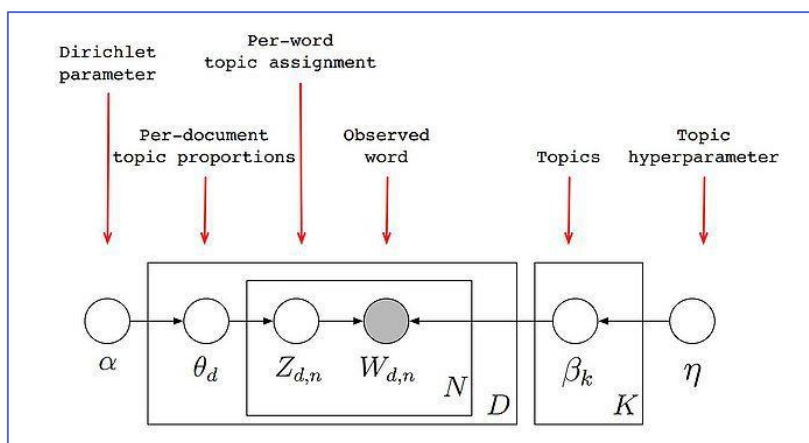 Dirichlet
parameter
Per-word
topic assignment
Per-document
topic proportions
Observed
word
Topics
Topic
hyperparameter
α
θd
Zd,n
Wd,n
N
D
βk
K
η